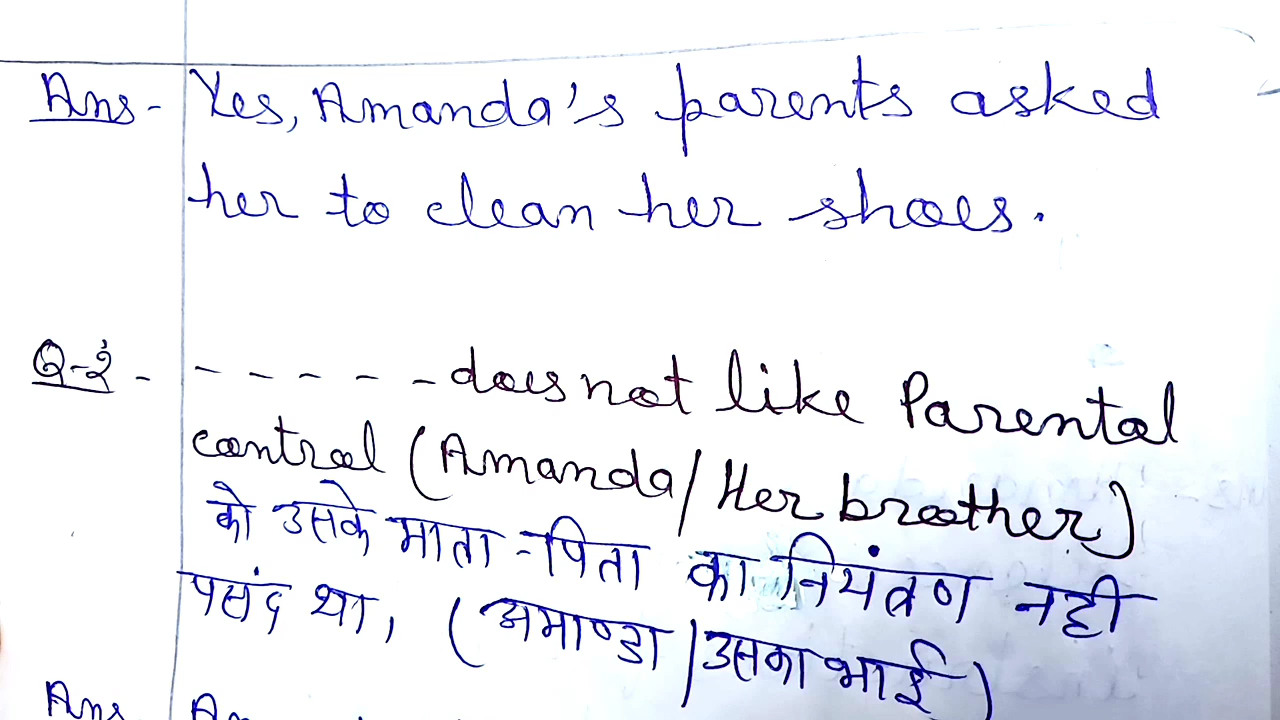 Ans- Yes, Amanda's parents asked
her to clean her shoes.
Q-2- ------does not like Parental
control (Amanda/Her brother)
को उसके माता-पिता का नियंत्रण नही
पसंद था, (अमाण्डा/उसका भाई)
Ans